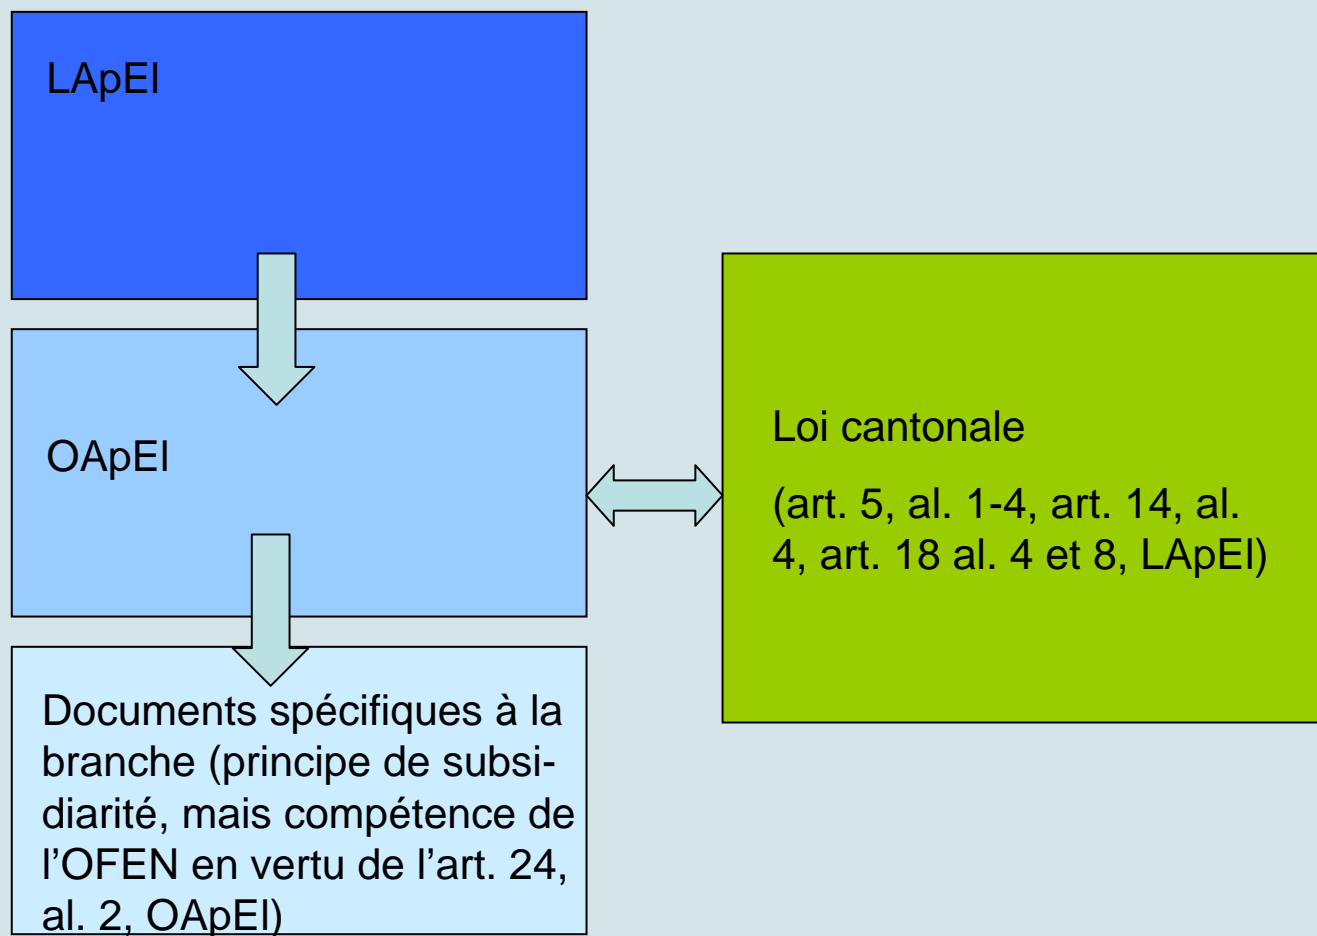 LApEl
OApEl
Loi cantonale
(art. 5, al. 1-4, art. 14, al.
4, art. 18 al. 4 et 8, LApEl)
Documents spécifiques à la
branche (principe de subsi-
diarité, mais compétence de
l’OFEN en vertu de l’art. 24,
al. 2, OApEl)